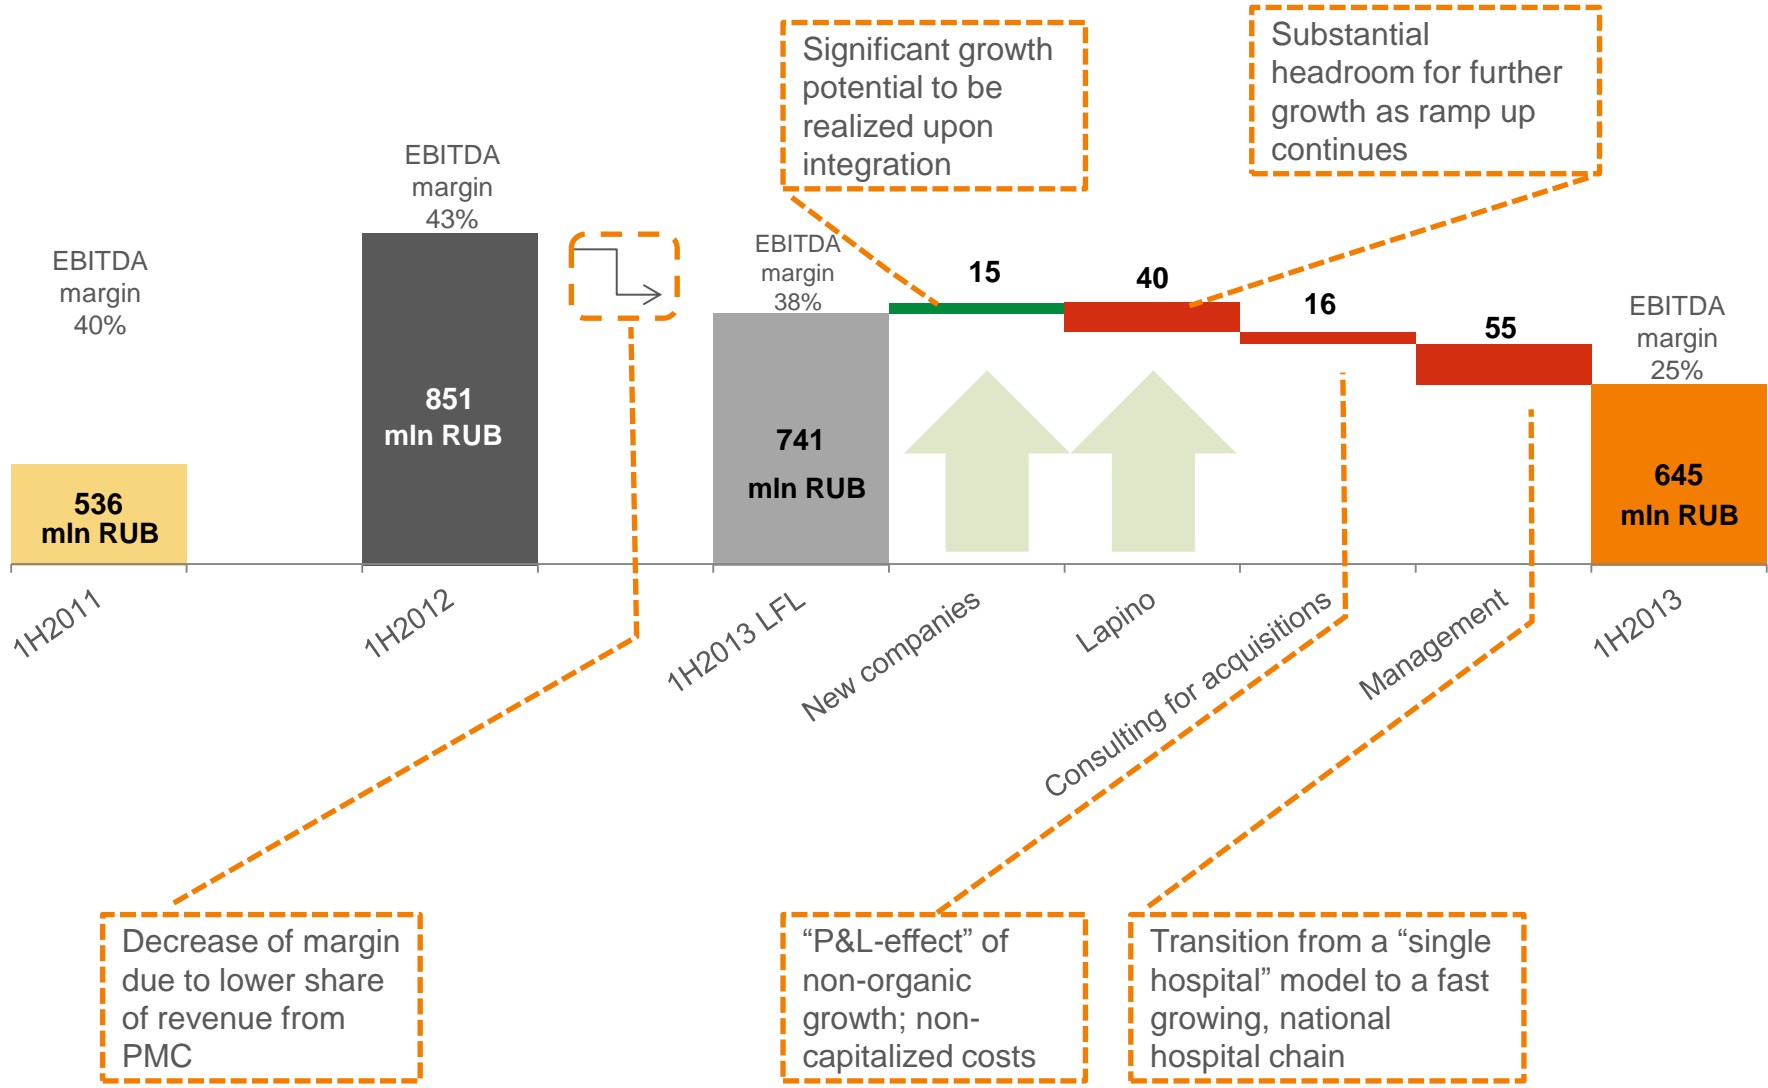 Significant growth
potential to be
realized upon
integration
Substantial
headroom for further
growth as ramp up
continues
EBITDA
margin
40%
EBITDA
margin
43%
EBITDA
margin
38%
15
40
16
55
EBITDA
margin
25%
536
mln RUB
851
mln RUB
741
mln RUB
645
mln RUB
1H2011
1H2012
1H2013 LFL
New companies
Lapino
Consulting for acquisitions
Management
1H2013
Decrease of margin
due to lower share
of revenue from
PMC
“P&L-effect” of
non-organic
growth; non-
capitalized costs
Transition from a “single
hospital” model to a fast
growing, national
hospital chain